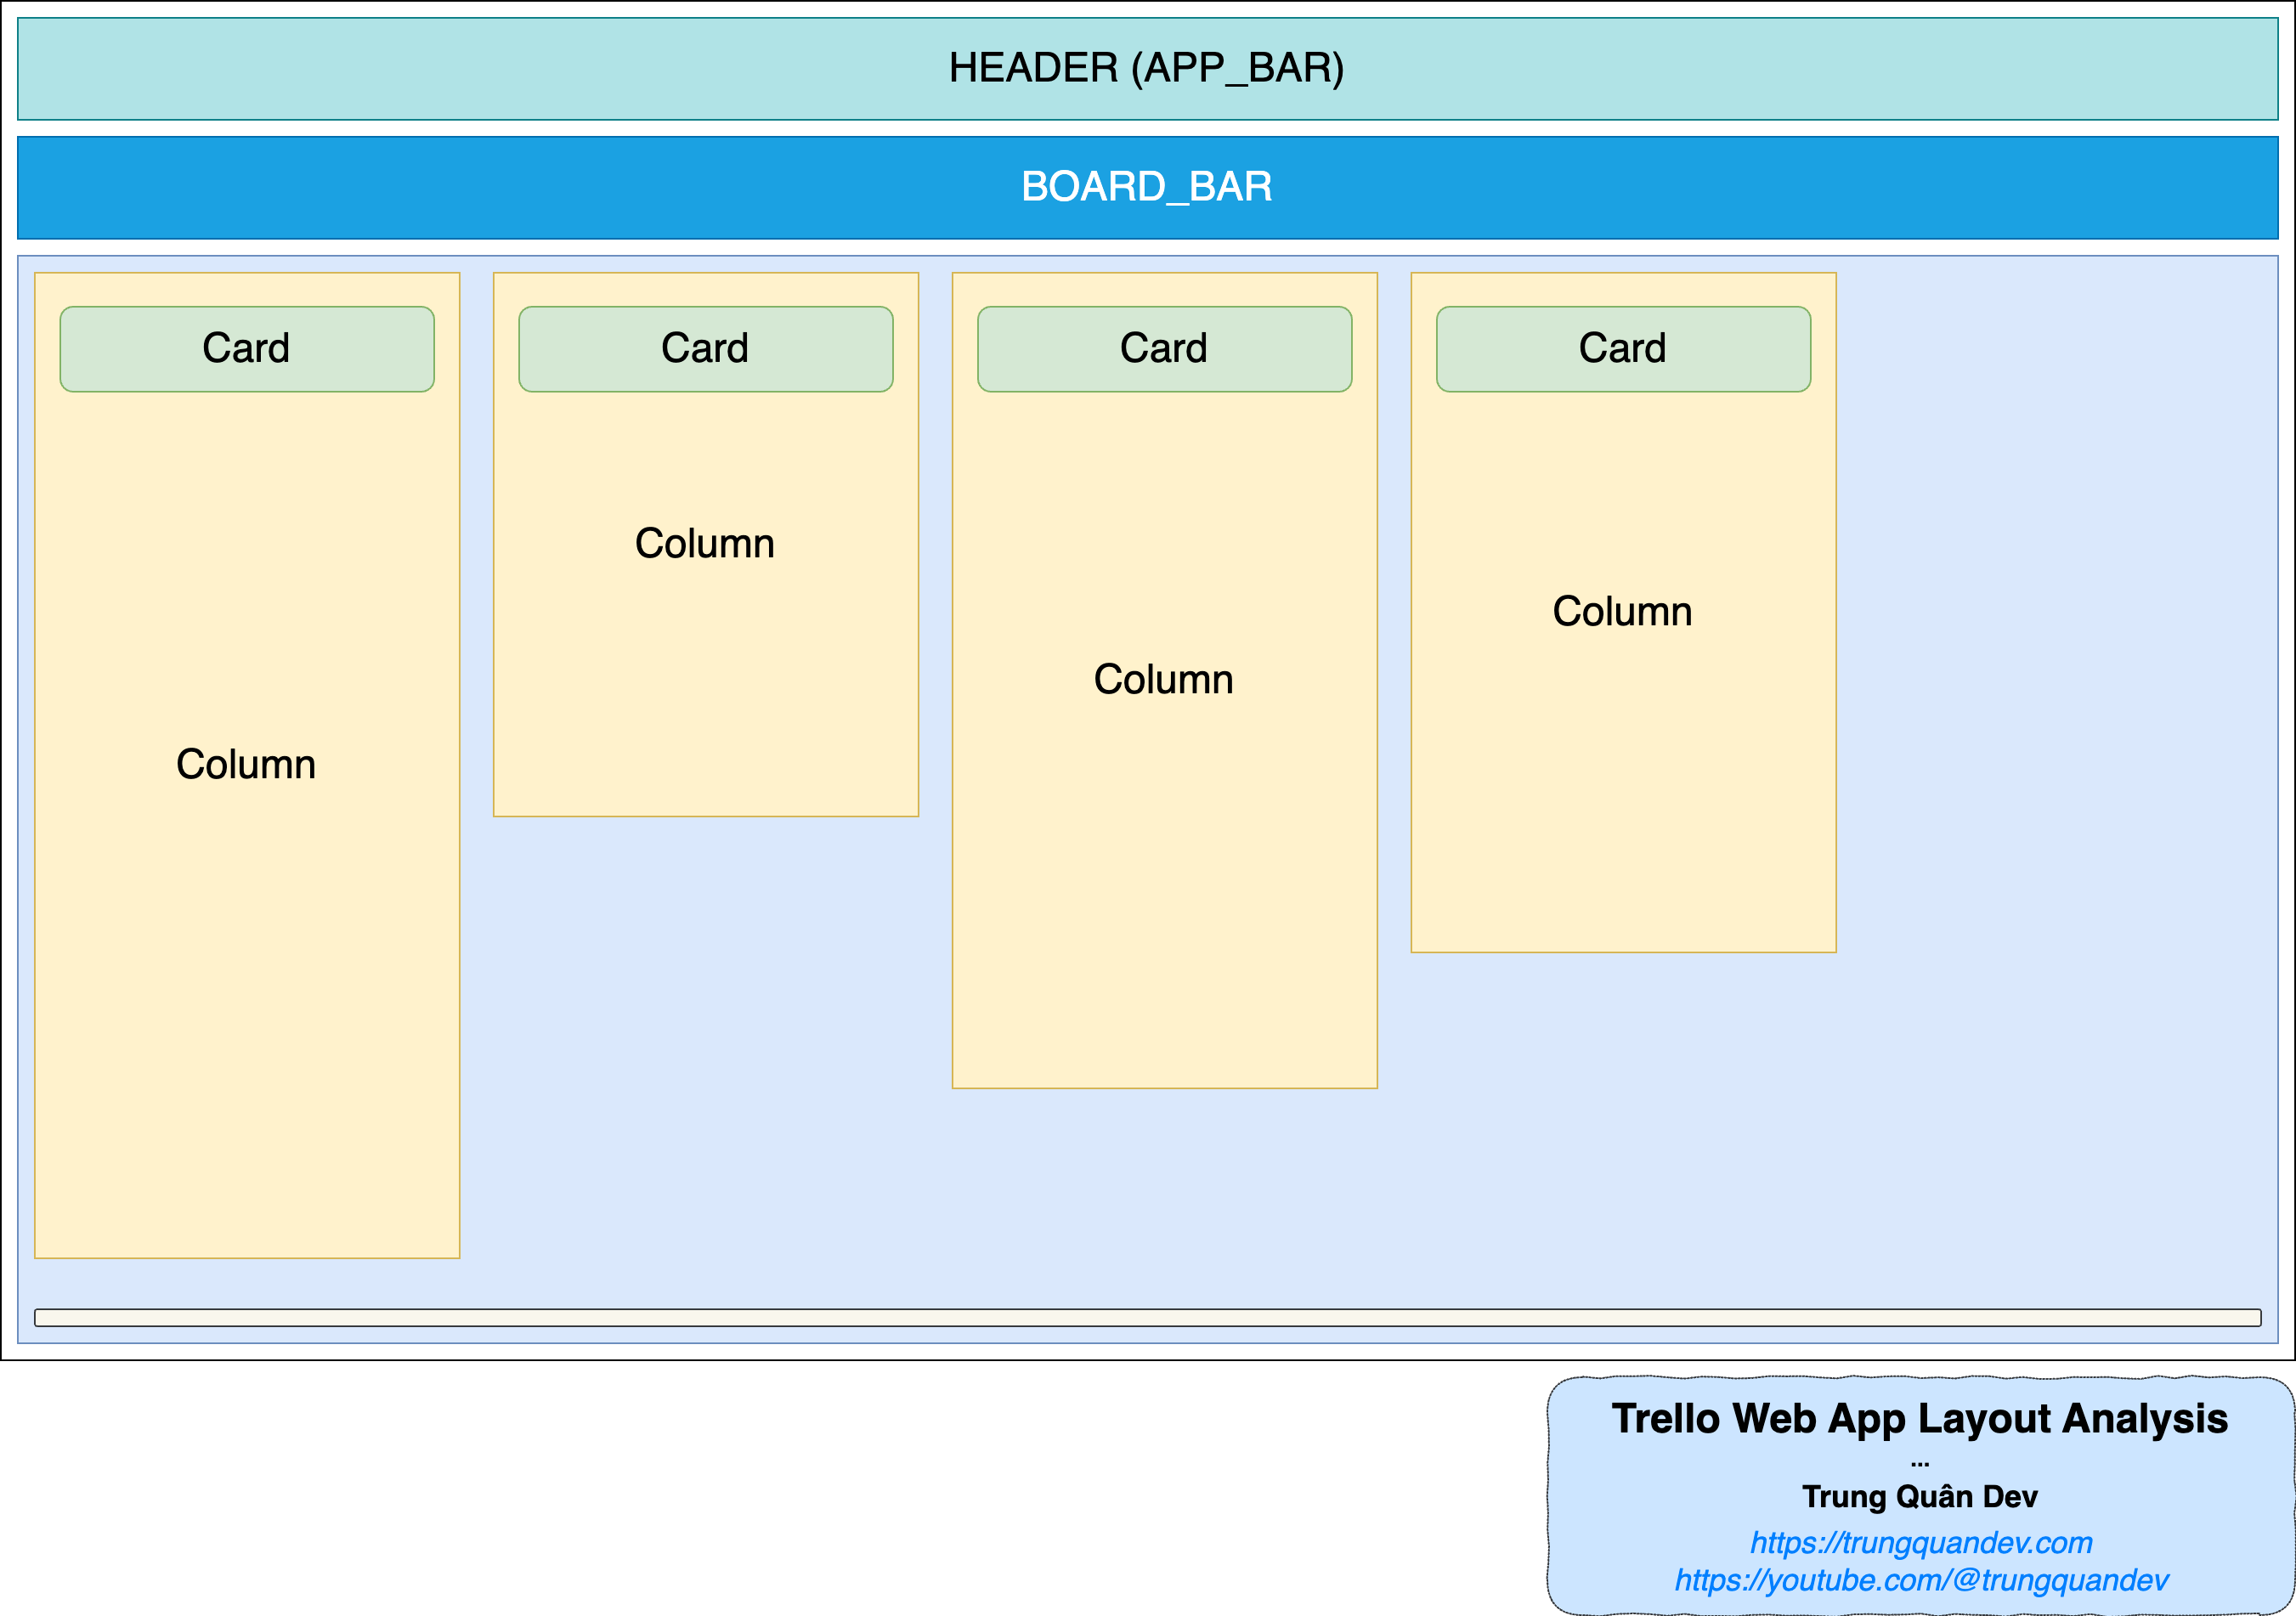 HEADER (APP_BAR)
BOARD_BAR
Card
Card
Card
Card
Column
Column
Column
Column
Trello Web App Layout Analysis
...
Trung Quân Dev
https://trungquandev.com
https://youtube.com/@trungquandev